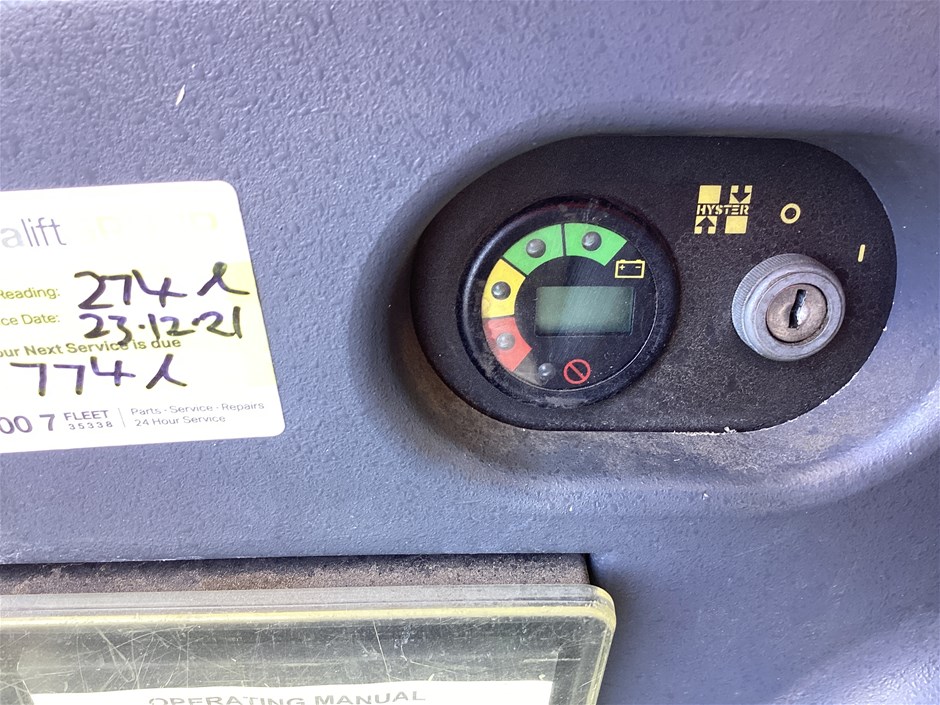 alift
Reading: 274 h
ce Date: 23.12.21
our Next Service is due
774 h
00 7 FLEET 35338 Parts · Service · Repairs
24 Hour Service
HYSTER
O
I
+ -
OPERATING MANUAL